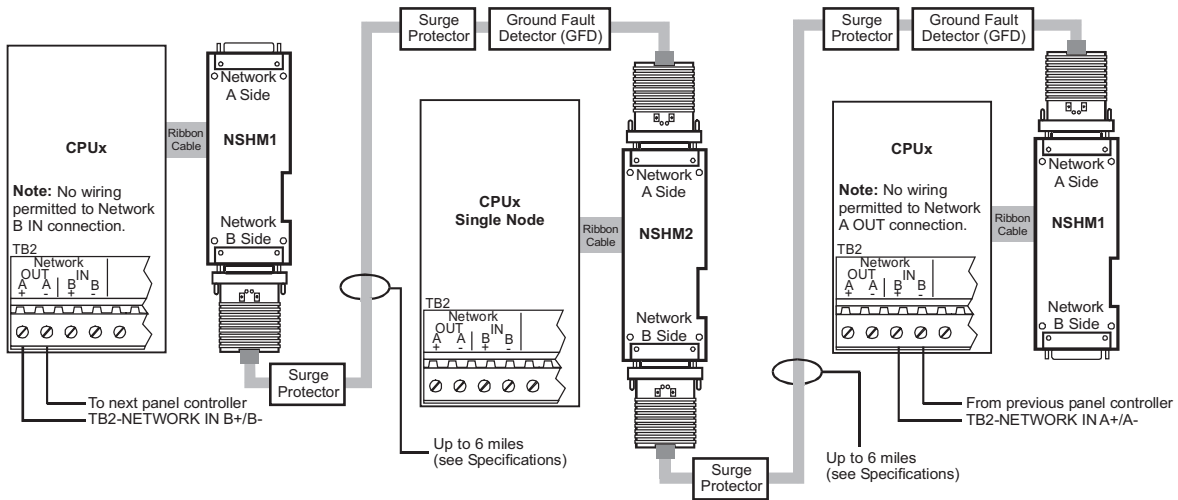 Surge
Protector
Ground Fault
Detector (GFD)
Surge
Protector
Ground Fault
Detector (GFD)
CPUx
Note: No wiring
permitted to Network
B IN connection.
TB2
Network
OUT IN
A A B B
+ - + -
Ribbon
Cable
Network
A Side
NSHM1
Network
B Side
Surge
Protector
To next panel controller
TB2-NETWORK IN B+/B-
Up to 6 miles
(see Specifications)
CPUx
Single Node
TB2
Network
OUT IN
A A B B
+ - + -
Ribbon
Cable
Network
A Side
NSHM2
Network
B Side
Surge
Protector
Up to 6 miles
(see Specifications)
CPUx
Note: No wiring
permitted to Network
A OUT connection.
TB2
Network
OUT IN
A A B B
+ - + -
Ribbon
Cable
Network
A Side
NSHM1
Network
B Side
From previous panel controller
TB2-NETWORK IN A+/A-